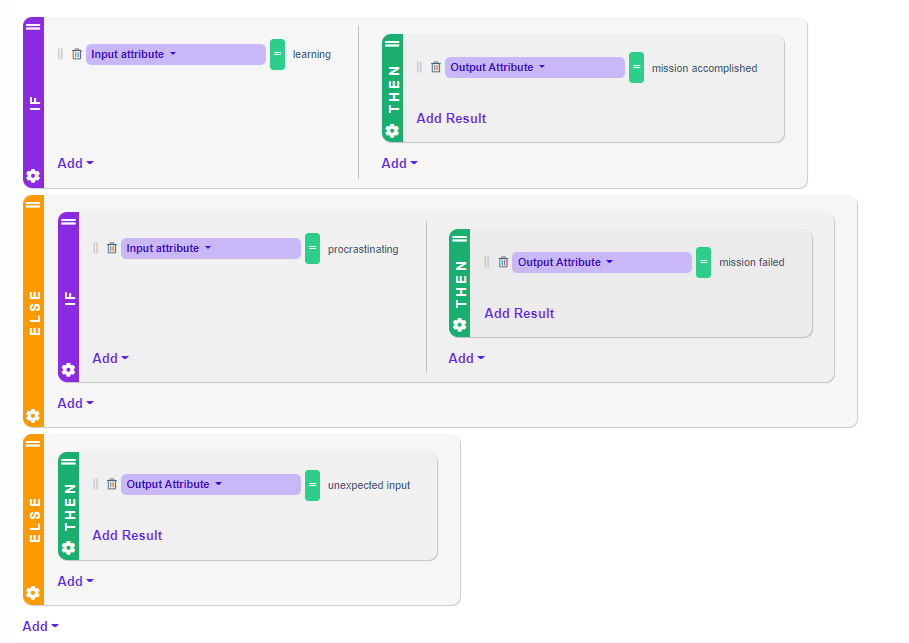 IF
Input attribute = learning
THEN
Output Attribute = mission accomplished
Add Result
Add
Add
ELSE
IF
Input attribute = procrastinating
THEN
Output Attribute = mission failed
Add Result
Add
Add
Add
ELSE
THEN
Output Attribute = unexpected input
Add Result
Add
Add